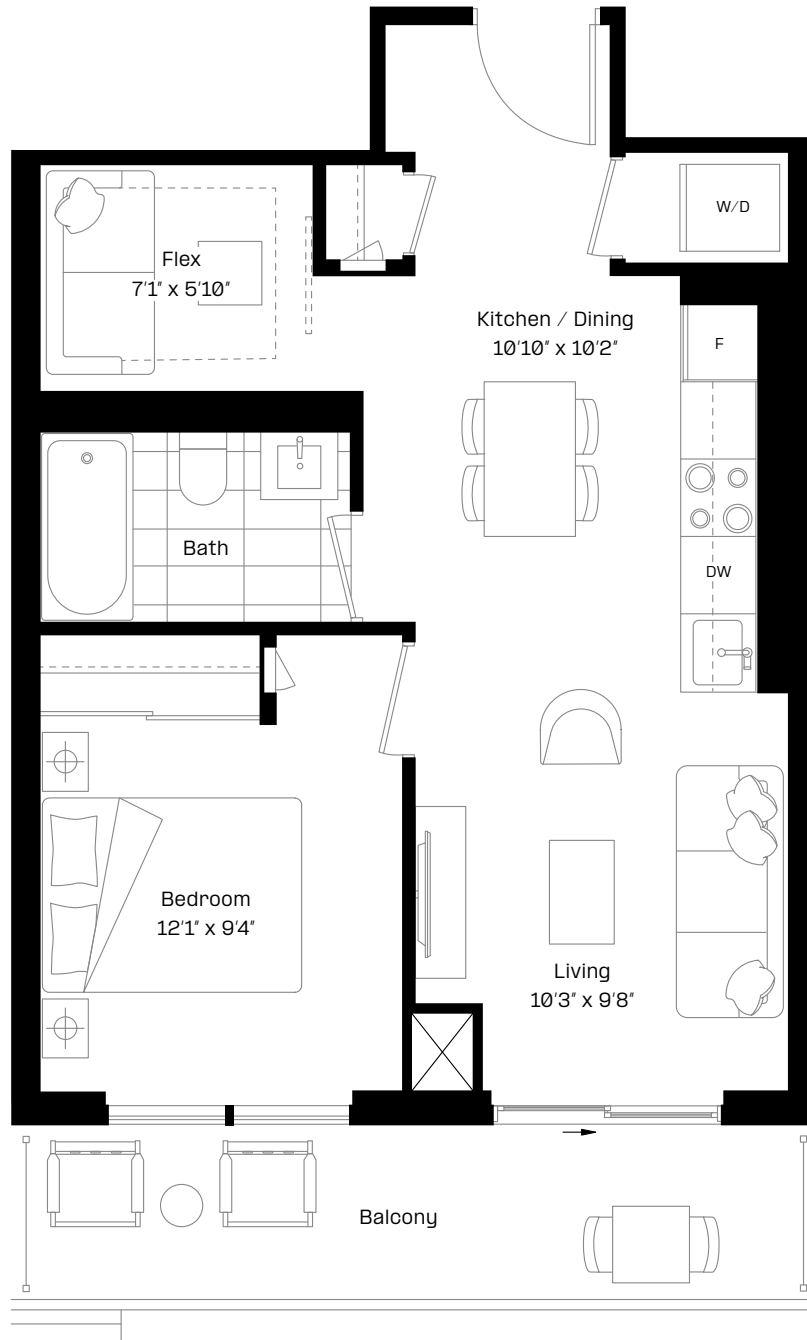 W/D
Flex
7'1" x 5'10"
Kitchen / Dining
10'10" x 10'2"
F
Bath
DW
Bedroom
12'1" x 9'4"
Living
10'3" x 9'8"
Balcony